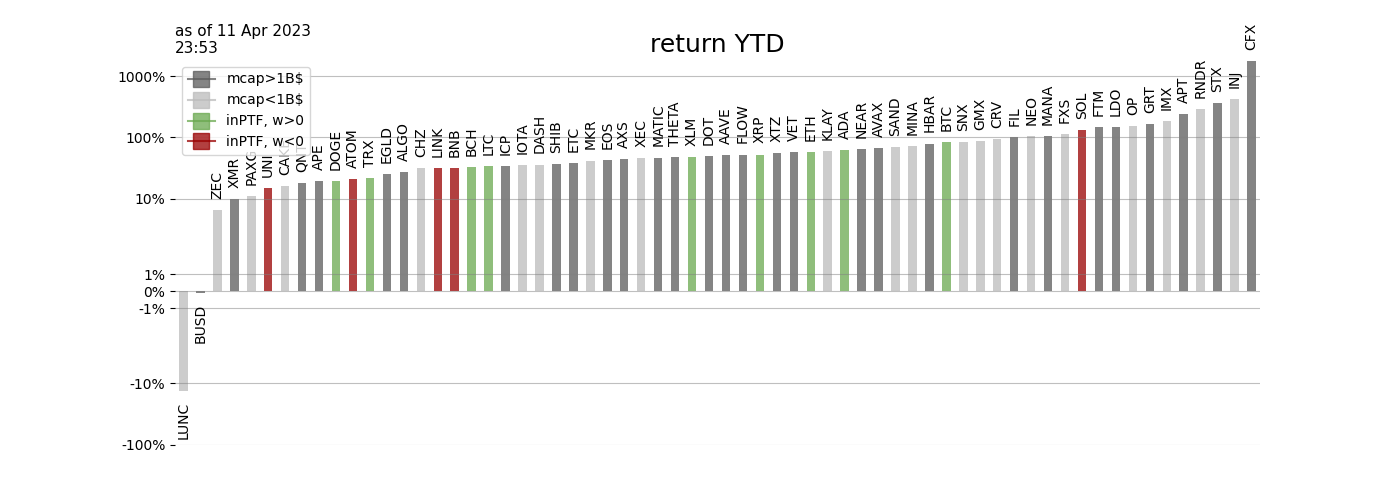 as of 11 Apr 2023
23:53
return YTD
mcap>1B$
mcap<1B$
inPTF, w>0
inPTF, w<0
1000%
100%
10%
1%
0%
-1%
-10%
-100%
LUNC
BUSD
ZEC
XMR
PAXG
UNI
CAKE
QNT
APE
DOGE
ATOM
TRX
EGLD
ALGO
CHZ
LINK
BNB
BCH
LTC
ICP
IOTA
DASH
SHIB
ETC
MKR
EOS
AXS
XEC
MATIC
THETA
XLM
DOT
AAVE
FLOW
XRP
XTZ
VET
ETH
KLAY
ADA
NEAR
AVAX
SAND
MINA
HBAR
BTC
SNX
GMX
CRV
FIL
NEO
MANA
FXS
SOL
FTM
LDO
OP
GRT
IMX
APT
RNDR
STX
INJ
CFX